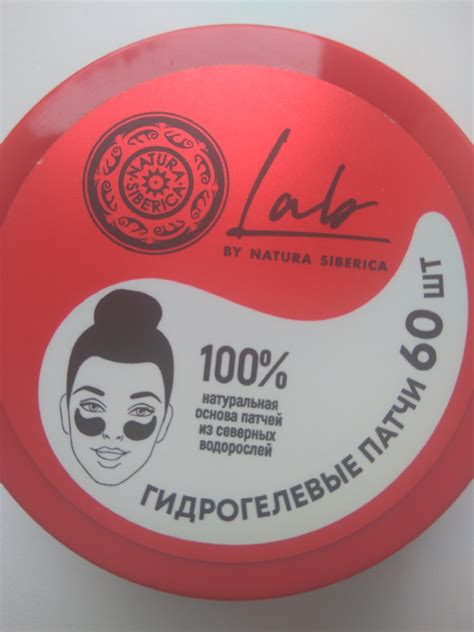 NATURA
SIBERICA
Lab
BY NATURA SIBERICA
100%
натуральная
основа патчей
из северных
водорослей
ГИДРОГЕЛЕВЫЕ ПАТЧИ 60 ШТ